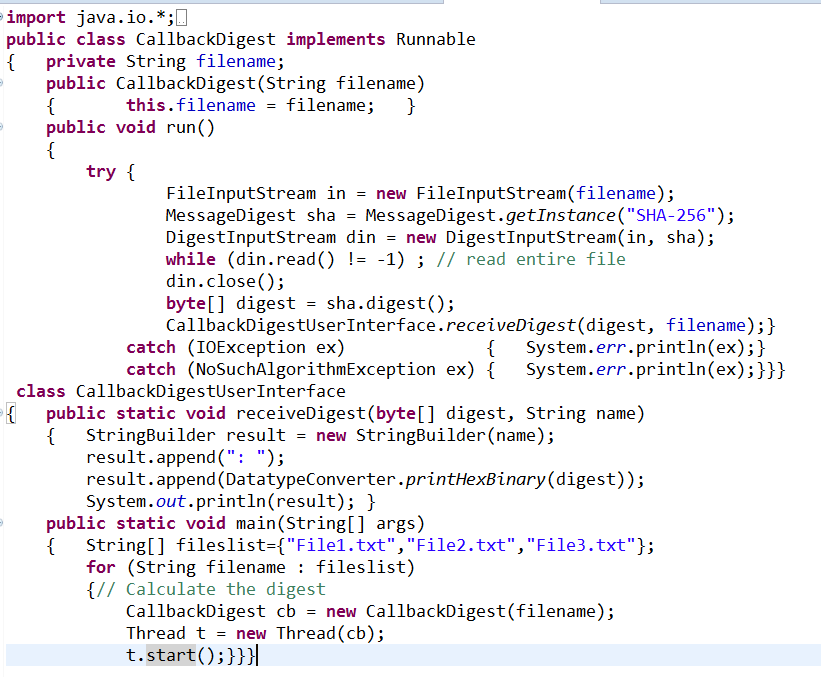 import java.io.*;
public class CallbackDigest implements Runnable
{   private String filename;
    public CallbackDigest(String filename)
    {       this.filename = filename;   }
    public void run()
    {
        try {
                FileInputStream in = new FileInputStream(filename);
                MessageDigest sha = MessageDigest.getInstance("SHA-256");
                DigestInputStream din = new DigestInputStream(in, sha);
                while (din.read() != -1) ; // read entire file
                din.close();
                byte[] digest = sha.digest();
                CallbackDigestUserInterface.receiveDigest(digest, filename);}
            catch (IOException ex)              {   System.err.println(ex);}
            catch (NoSuchAlgorithmException ex) {   System.err.println(ex);}}}
 class CallbackDigestUserInterface
{   public static void receiveDigest(byte[] digest, String name)
    {   StringBuilder result = new StringBuilder(name);
        result.append(": ");
        result.append(DatatypeConverter.printHexBinary(digest));
        System.out.println(result); }
    public static void main(String[] args)
    {   String[] fileslist={"File1.txt","File2.txt","File3.txt"};
        for (String filename : fileslist)
        {// Calculate the digest
            CallbackDigest cb = new CallbackDigest(filename);
            Thread t = new Thread(cb);
            t.start();}}}